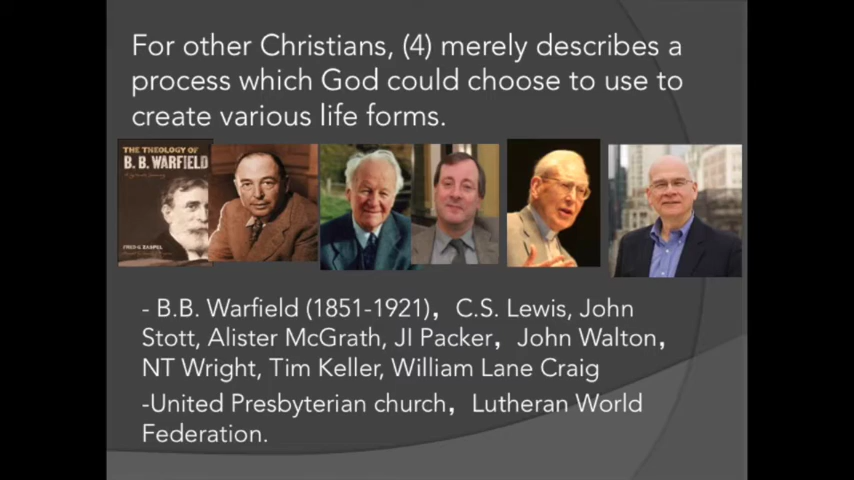 For other Christians, (4) merely describes a
process which God could choose to use to
create various life forms.
THE THEOLOGY OF
B. B. WARFIELD
FRED G. ZASPEL
- B.B. Warfield (1851-1921)，C.S. Lewis, John
Stott, Alister McGrath, JI Packer，John Walton，
NT Wright, Tim Keller, William Lane Craig
-United Presbyterian church，Lutheran World
Federation.